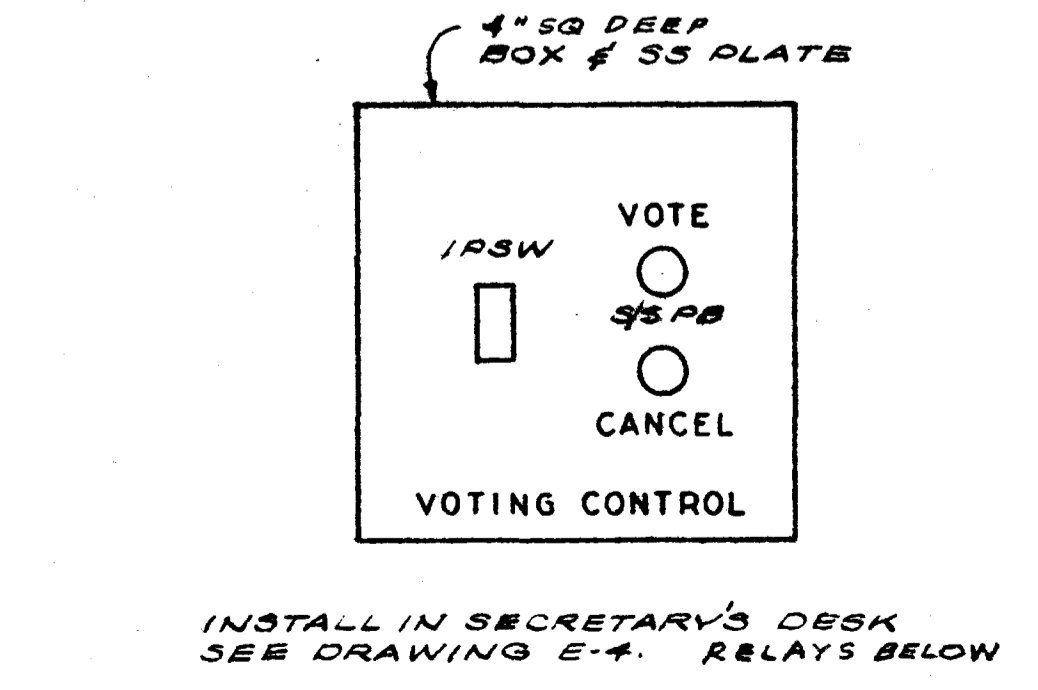 4" SQ DEEP
BOX & SS PLATE
VOTE
1PSW
S/S PB
CANCEL
VOTING CONTROL
INSTALL IN SECRETARY'S DESK
SEE DRAWING E-4. RELAYS BELOW